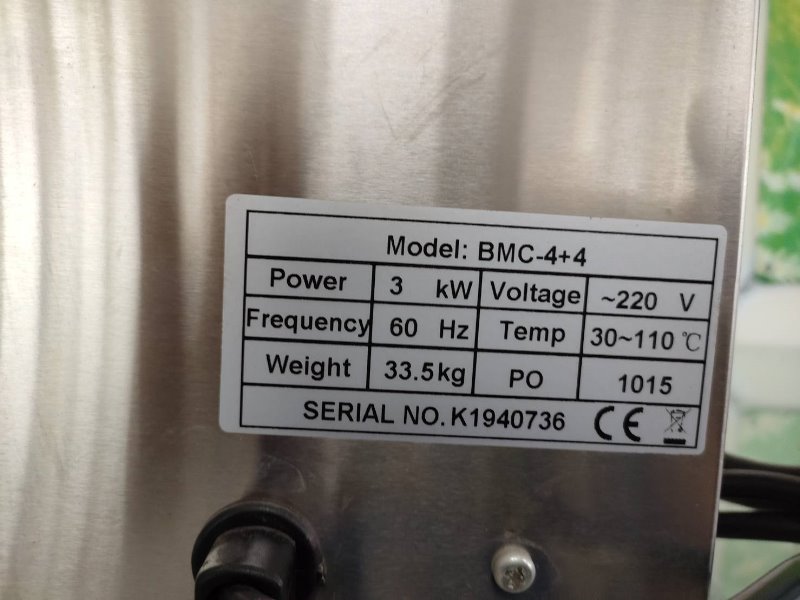 Model: BMC-4+4
Power 3 kW Voltage ~220 V
Frequency 60 Hz Temp 30~110 ℃
Weight 33.5kg PO 1015
SERIAL NO. K1940736 CE